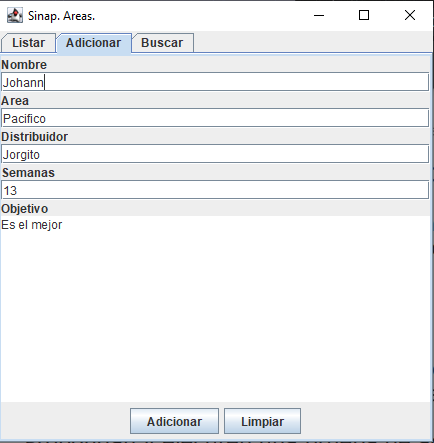 Sinap. Areas.
Listar Adicionar Buscar
Nombre
Johann
Area
Pacifico
Distribuidor
Jorgito
Semanas
13
Objetivo
Es el mejor
Adicionar Limpiar